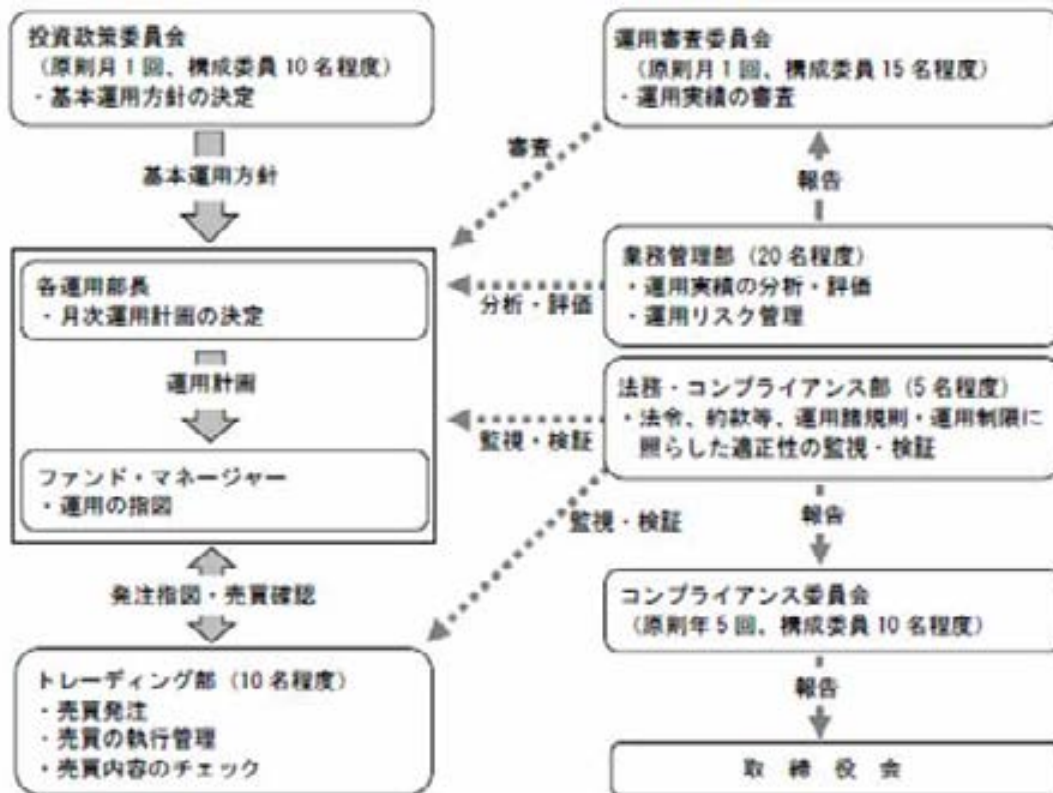 投資政策委員会
(原則月1回、構成委員10名程度)
・基本運用方針の決定
基本運用方針
各運用部長
・月次運用計画の決定
運用計画
ファンド・マネージャー
・運用の指図
発注指図・売買確認
トレーディング部(10名程度)
・売買発注
・売買の執行管理
・売買内容のチェック
運用審査委員会
(原則月1回、構成委員15名程度)
・運用実績の審査
審査
報告
業務管理部(20名程度)
・運用実績の分析・評価
・運用リスク管理
分析・評価
法務・コンプライアンス部(5名程度)
・法令、約款等、運用諸規則・運用制限に
照らした適正性の監視・検証
監視・検証
監視・検証
報告
コンプライアンス委員会
(原則年5回、構成委員10名程度)
報告
取締役会